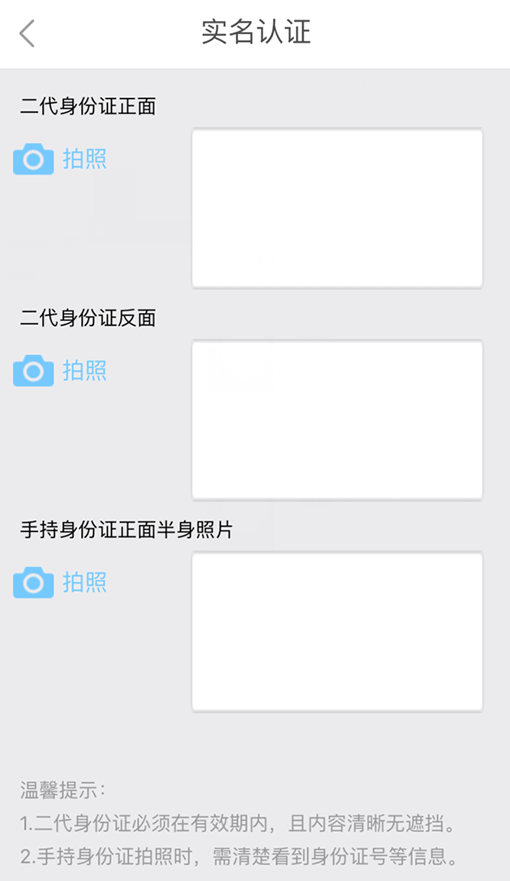 实名认证
二代身份证正面
拍照
二代身份证反面
拍照
手持身份证正面半身照片
拍照
温馨提示:
1.二代身份证必须在有效期内，且内容清晰无遮挡。
2.手持身份证拍照时，需清楚看到身份证号等信息。